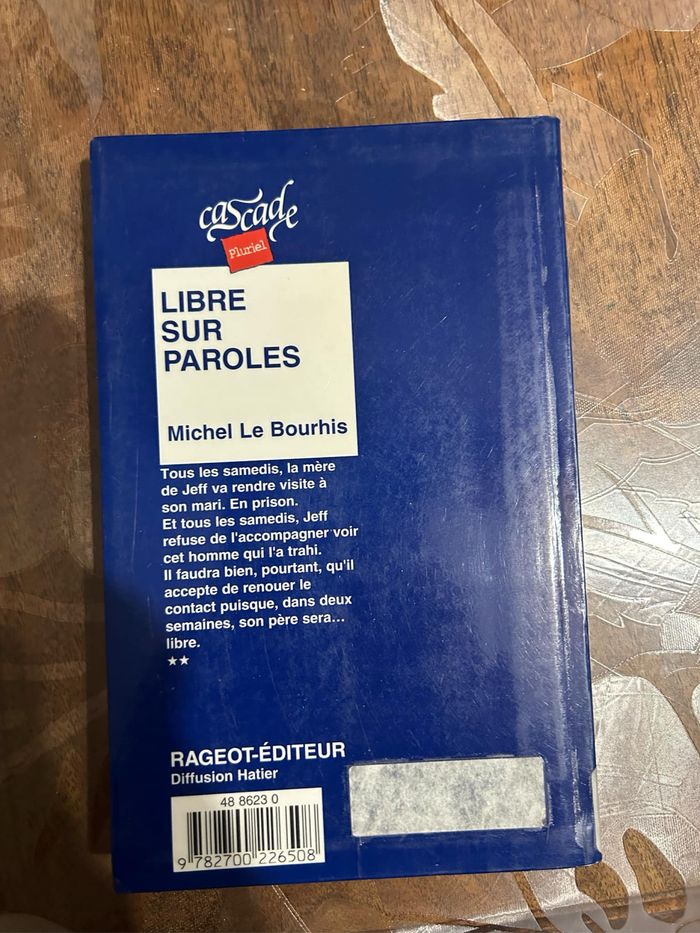 cascade
Pluriel
LIBRE
SUR
PAROLES
Michel Le Bourhis
Tous les samedis, la mère
de Jeff va rendre visite à
son mari. En prison.
Et tous les samedis, Jeff
refuse de l'accompagner voir
cet homme qui l'a trahi.
Il faudra bien, pourtant, qu'il
accepte de renouer le
contact puisque, dans deux
semaines, son père sera...
libre.
★★
RAGEOT-ÉDITEUR
Diffusion Hatier
48 8623 0
9 782700 226508